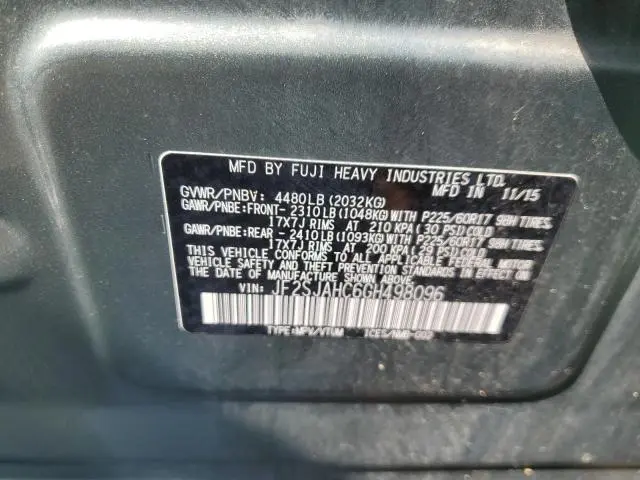 MFD BY FUJI HEAVY INDUSTRIES LTD.
MFD IN 11/15
GVWR/PNBV: 4480LB (2032KG)
GAWR/PNBE:FRONT- 2310LB (1048KG) WITH P225/60R17 98H TIRES
17X7J RIMS AT 210 KPA (30 PSI) COLD
GAWR/PNBE:REAR - 2410LB (1093KG) WITH P225/60R17 98H TIRES
17X7J RIMS AT 200 KPA PSI) COLD
THIS VEHICLE CONFORMS TO ALL APPLICABLE FEDERAL MOTOR
VEHICLE SAFETY AND THEFT PREVENTION STANDARDS IN EFFECT ON
THE DATE OF MANUFACTURE SHOWN ABOVE.
VIN: JF2SJAHC6GH498096
TYPE:MPV/VTUM